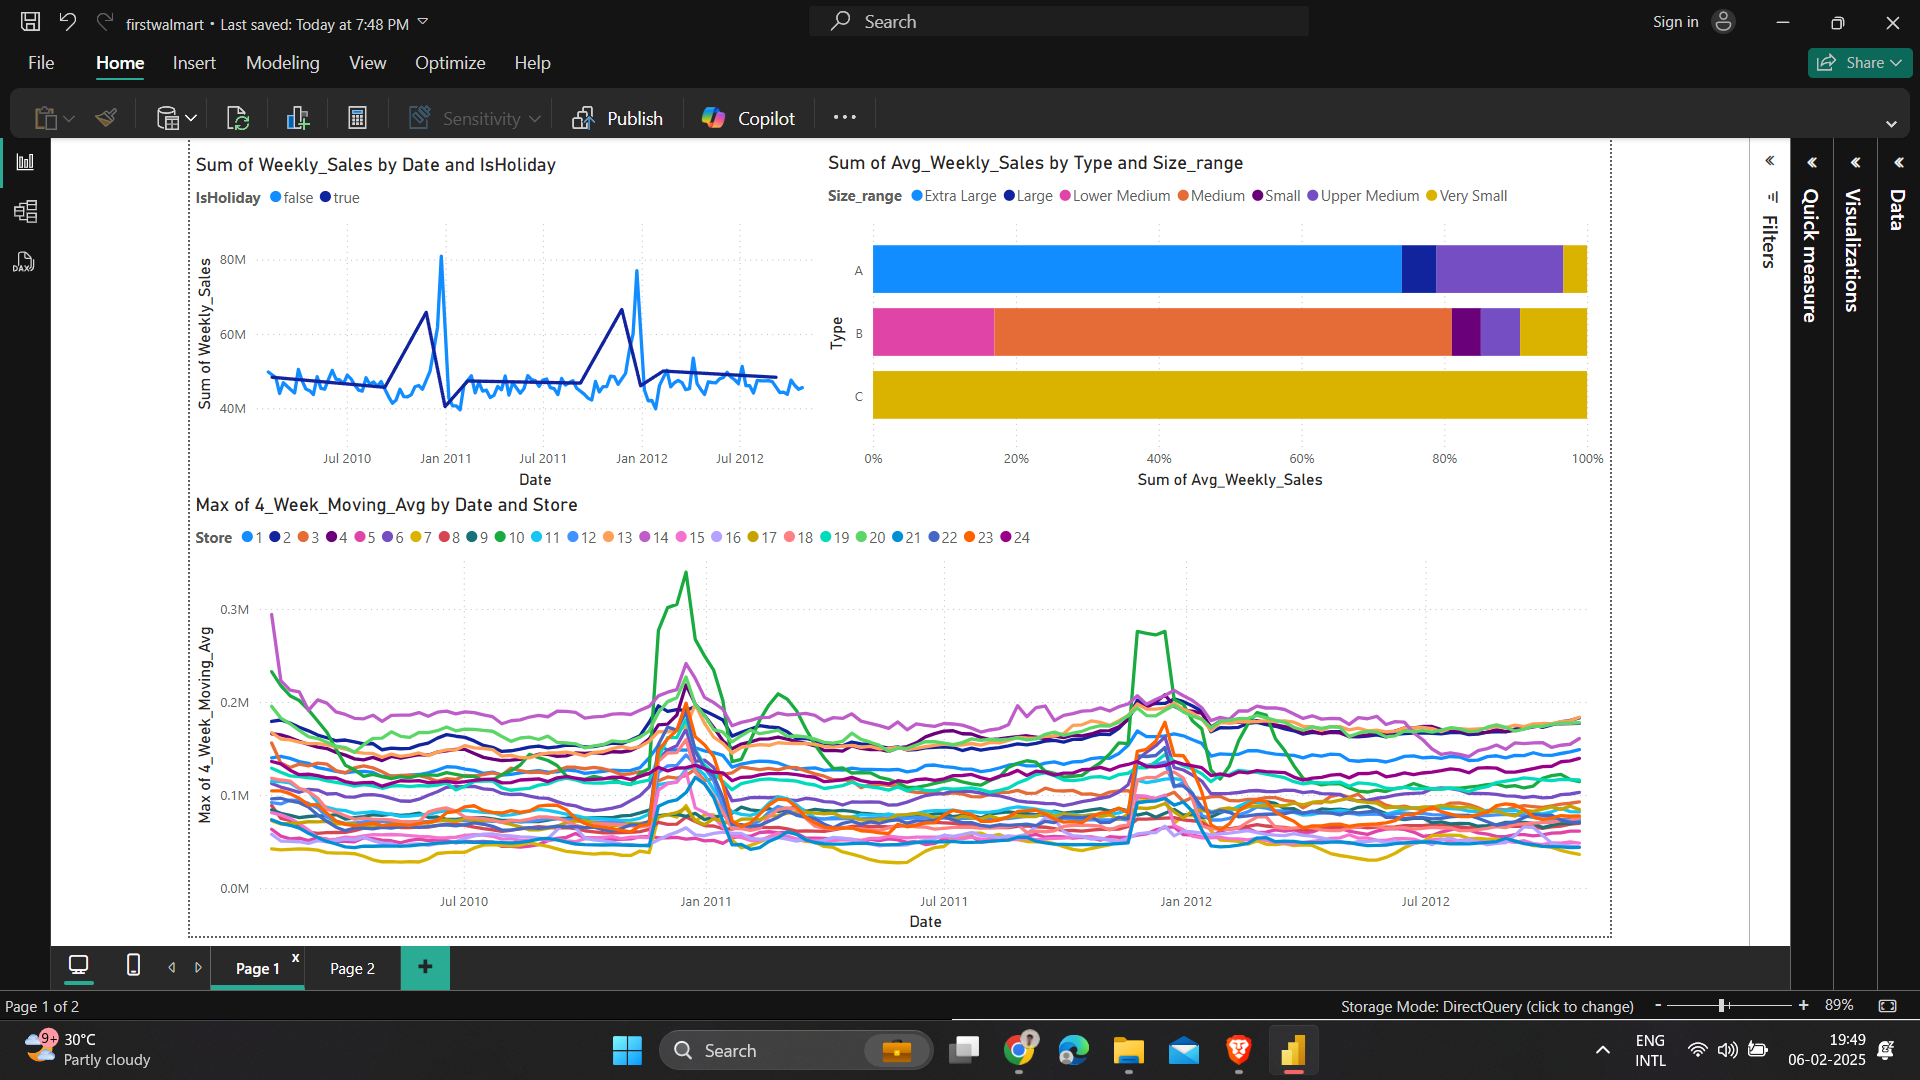 firstwalmart • Last saved: Today at 7:48 PM
Search
Sign in
File Home Insert Modeling View Optimize Help
Share
Sensitivity
Publish
Copilot
Sum of Weekly_Sales by Date and IsHoliday
IsHoliday false true
Sum of Weekly_Sales
80M
60M
40M
Jul 2010 Jan 2011 Jul 2011 Jan 2012 Jul 2012
Date
Sum of Avg_Weekly_Sales by Type and Size_range
Size_range Extra Large Large Lower Medium Medium Small Upper Medium Very Small
Type
A
B
C
0% 20% 40% 60% 80% 100%
Sum of Avg_Weekly_Sales
Max of 4_Week_Moving_Avg by Date and Store
Store 1 2 3 4 5 6 7 8 9 10 11 12 13 14 15 16 17 18 19 20 21 22 23 24
Max of 4_Week_Moving_Avg
0.3M
0.2M
0.1M
0.0M
Jul 2010 Jan 2011 Jul 2011 Jan 2012 Jul 2012
Date
Filters
Quick measure
Visualizations
Data
DAX
Page 1 x
Page 2
+
Page 1 of 2
Storage Mode: DirectQuery (click to change)
- + 89%
9+
30°C
Partly cloudy
Search
ENG
INTL
19:49
06-02-2025